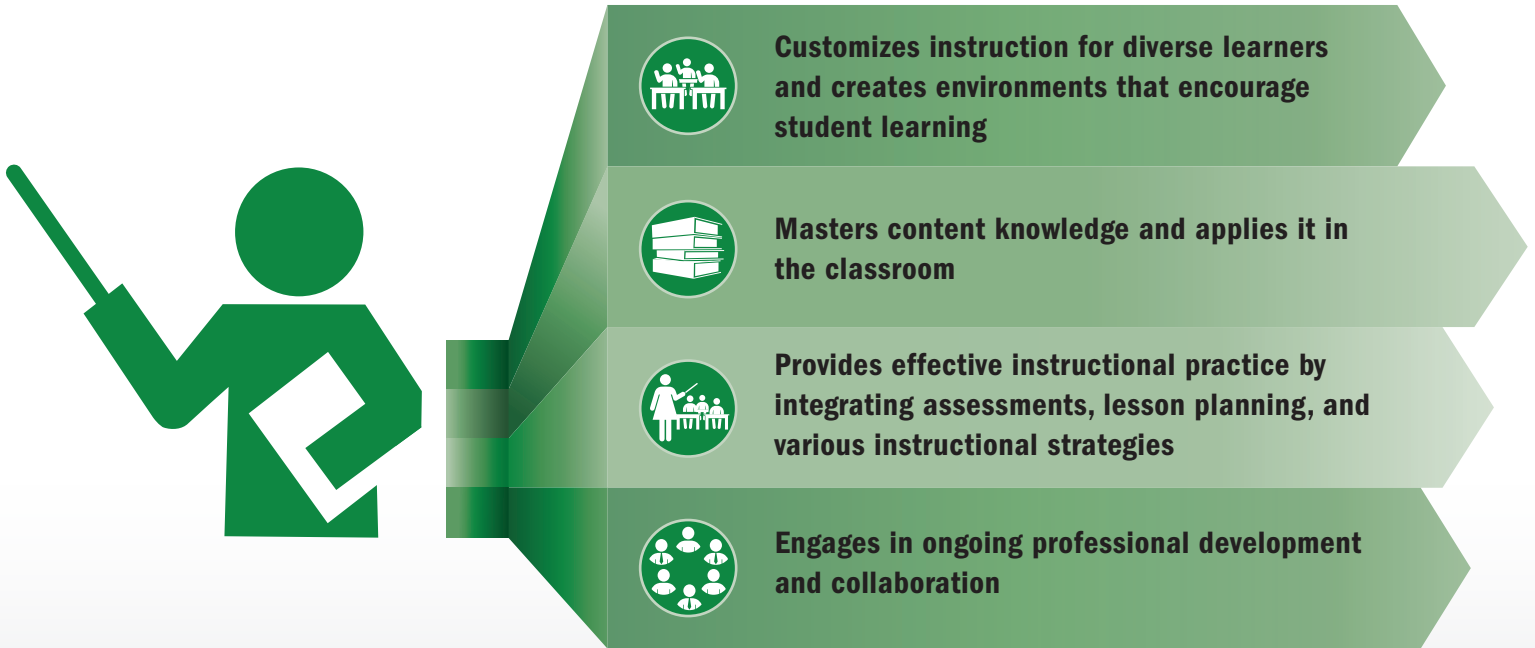 Customizes instruction for diverse learners
and creates environments that encourage
student learning
Masters content knowledge and applies it in
the classroom
Provides effective instructional practice by
integrating assessments, lesson planning, and
various instructional strategies
Engages in ongoing professional development
and collaboration